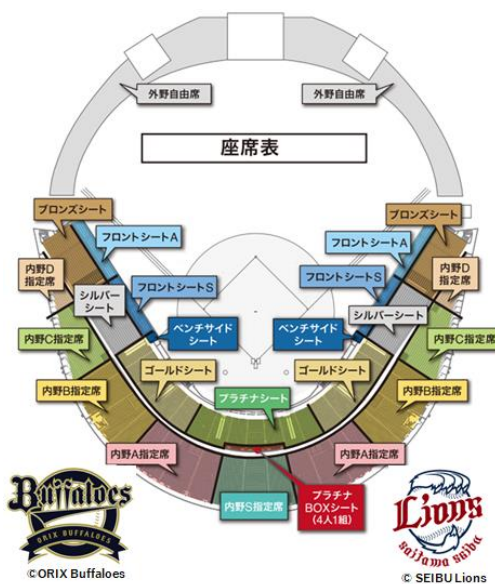 外野自由席
外野自由席
座席表
ブロンズシート
ブロンズシート
フロントシートA
フロントシートA
内野D
指定席
内野D
指定席
フロントシートS
フロントシートS
シルバー
シート
シルバーシート
ベンチサイド
シート
ベンチサイド
シート
内野C指定席
内野C指定席
ゴールドシート
ゴールドシート
内野B指定席
内野B指定席
プラチナシート
内野A指定席
内野A指定席
内野S指定席
プラチナ
BOXシート
(4人1組)
Buffaloes
ORIX BUFFALOES
©ORIX Buffaloes
Lions
saitama seibu
© SEIBU Lions